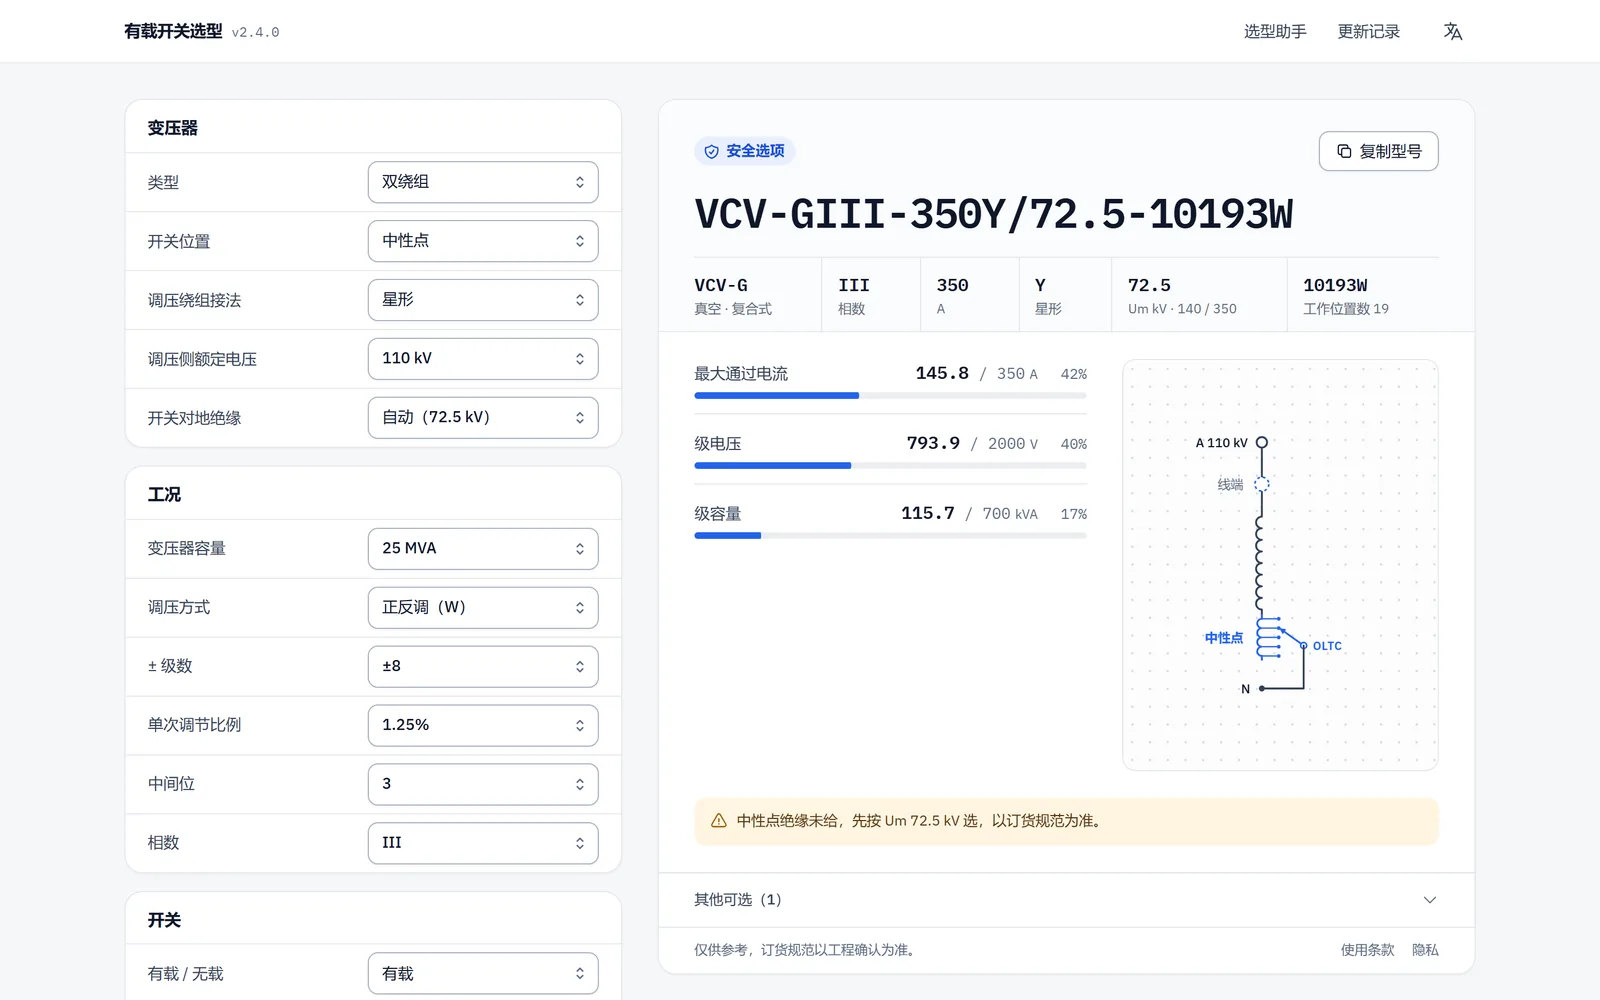 有载开关选型 v2.4.0
选型助手 更新记录
变压器
类型 双绕组
开关位置 中性点
调压绕组接法 星形
调压侧额定电压 110 kV
开关对地绝缘 自动（72.5 kV）
工况
变压器容量 25 MVA
调压方式 正反调（W）
± 级数 ±8
单次调节比例 1.25%
中间位 3
相数 III
开关
有载 / 无载 有载
安全选项 复制型号
VCV-GIII-350Y/72.5-10193W
VCV-G III 350 Y 72.5 10193W
真空 · 复合式 相数 A 星形 Um kV · 140 / 350 工作位置数 19
最大通过电流 145.8 / 350 A 42%
级电压 793.9 / 2000 V 40%
级容量 115.7 / 700 kVA 17%
A 110 kV
线端
中性点 OLTC
N
中性点绝缘未给，先按 Um 72.5 kV 选，以订货规范为准。
其他可选（1）
仅供参考，订货规范以工程确认为准。 使用条款 隐私